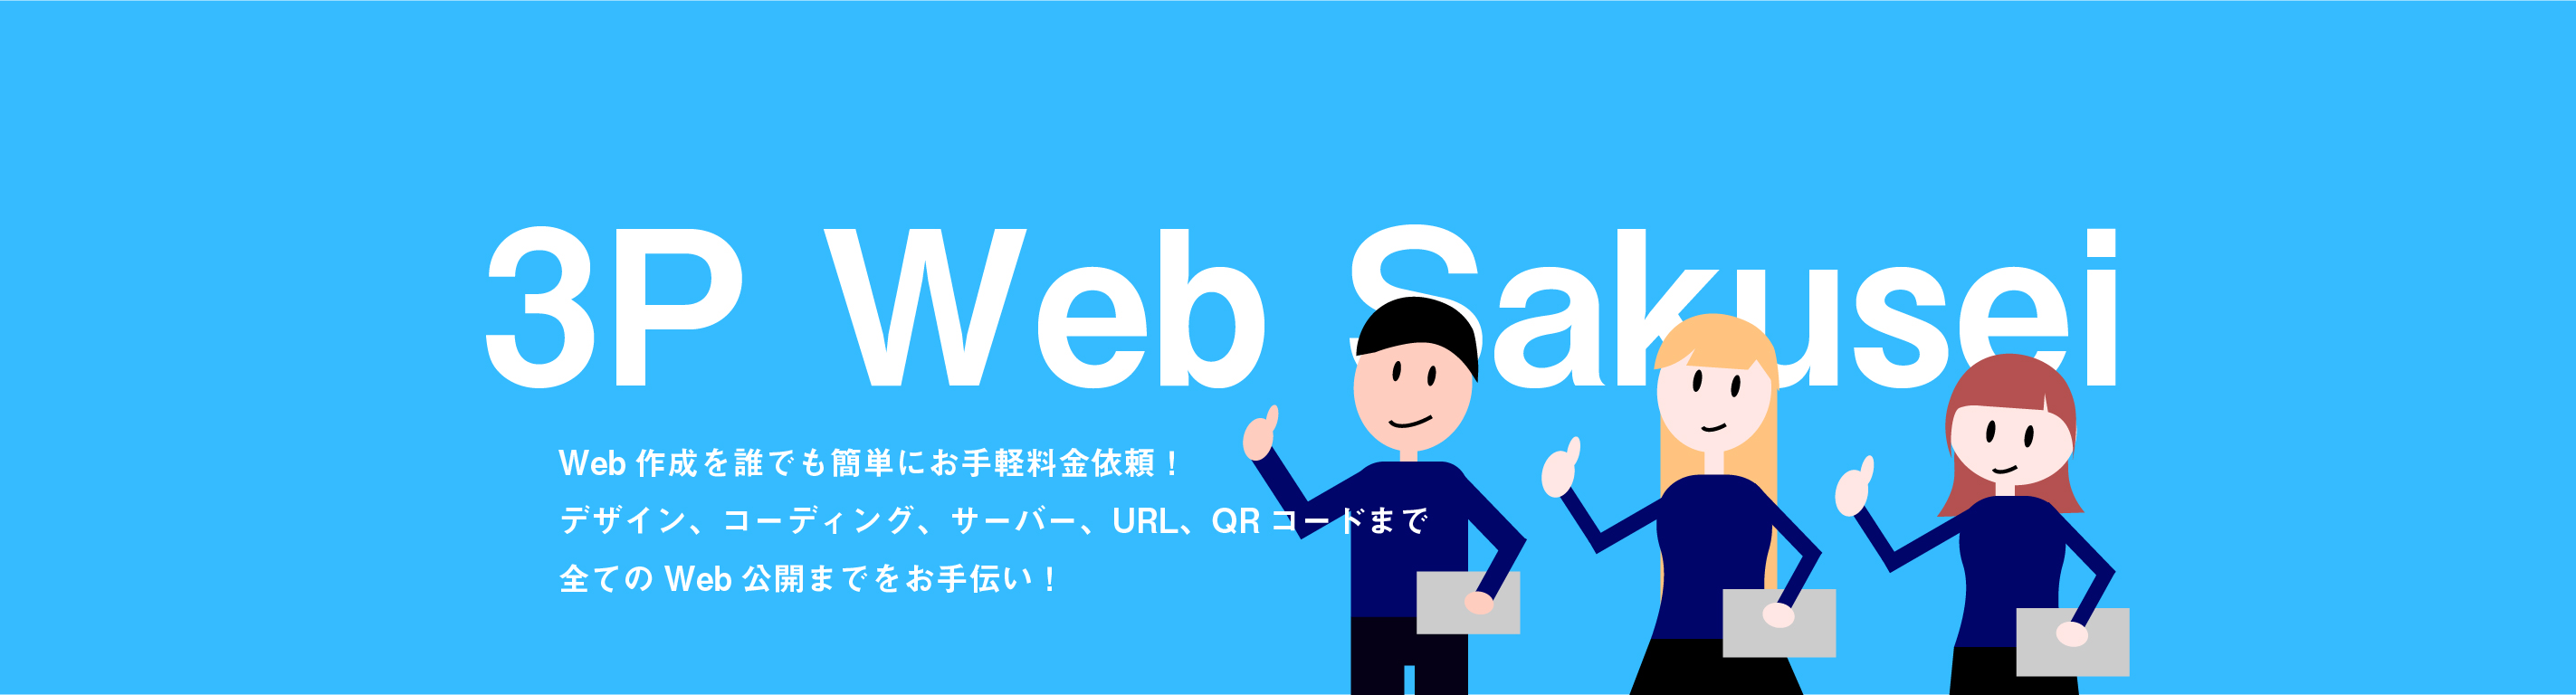 3P Web Sakusei
Web 作成を誰でも簡単にお手軽料金依頼！
デザイン、コーディング、サーバー、URL、QR コードまで
全ての Web 公開までをお手伝い！